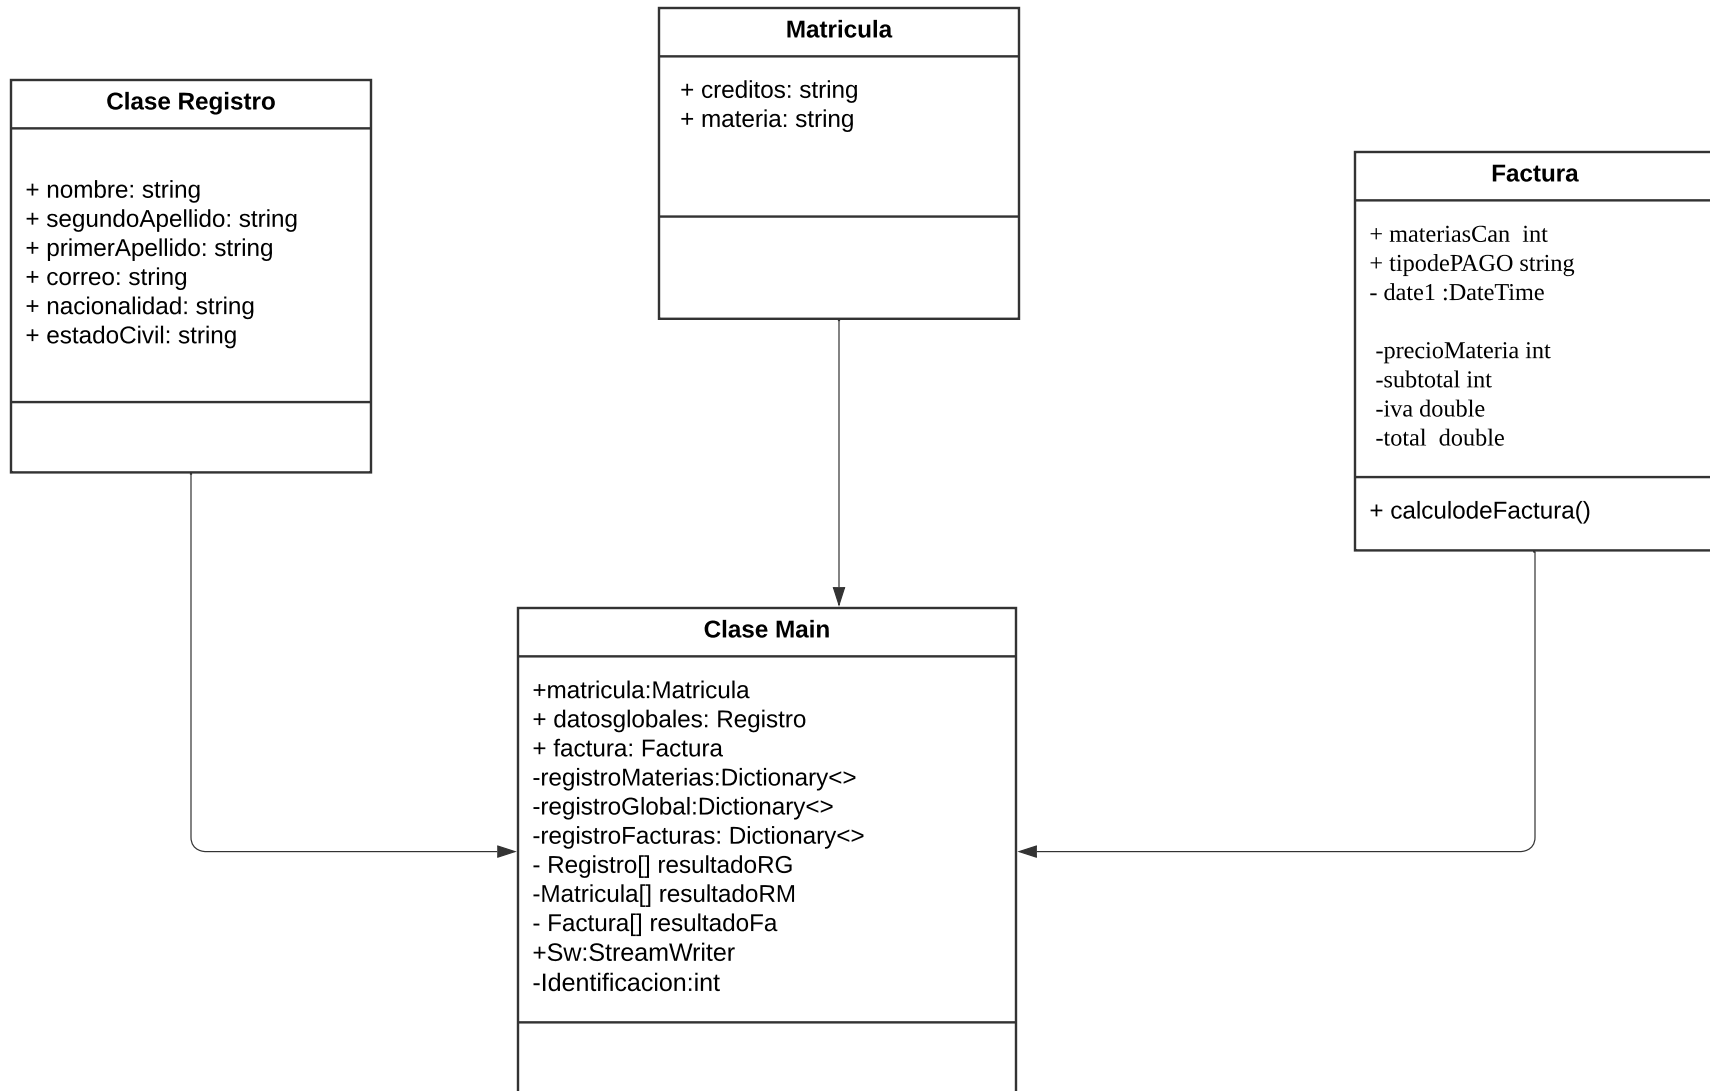 Matricula
+ creditos: string
+ materia: string
Clase Registro
+ nombre: string
+ segundoApellido: string
+ primerApellido: string
+ correo: string
+ nacionalidad: string
+ estadoCivil: string
Factura
+ materiasCan  int
+ tipodePAGO string
- date1 :DateTime
-precioMateria int
-subtotal int
-iva double
-total  double
+ calculodeFactura()
Clase Main
+matricula:Matricula
+ datosglobales: Registro
+ factura: Factura
-registroMaterias:Dictionary<>
-registroGlobal:Dictionary<>
-registroFacturas: Dictionary<>
- Registro[] resultadoRG
-Matricula[] resultadoRM
- Factura[] resultadoFa
+Sw:StreamWriter
-Identificacion:int